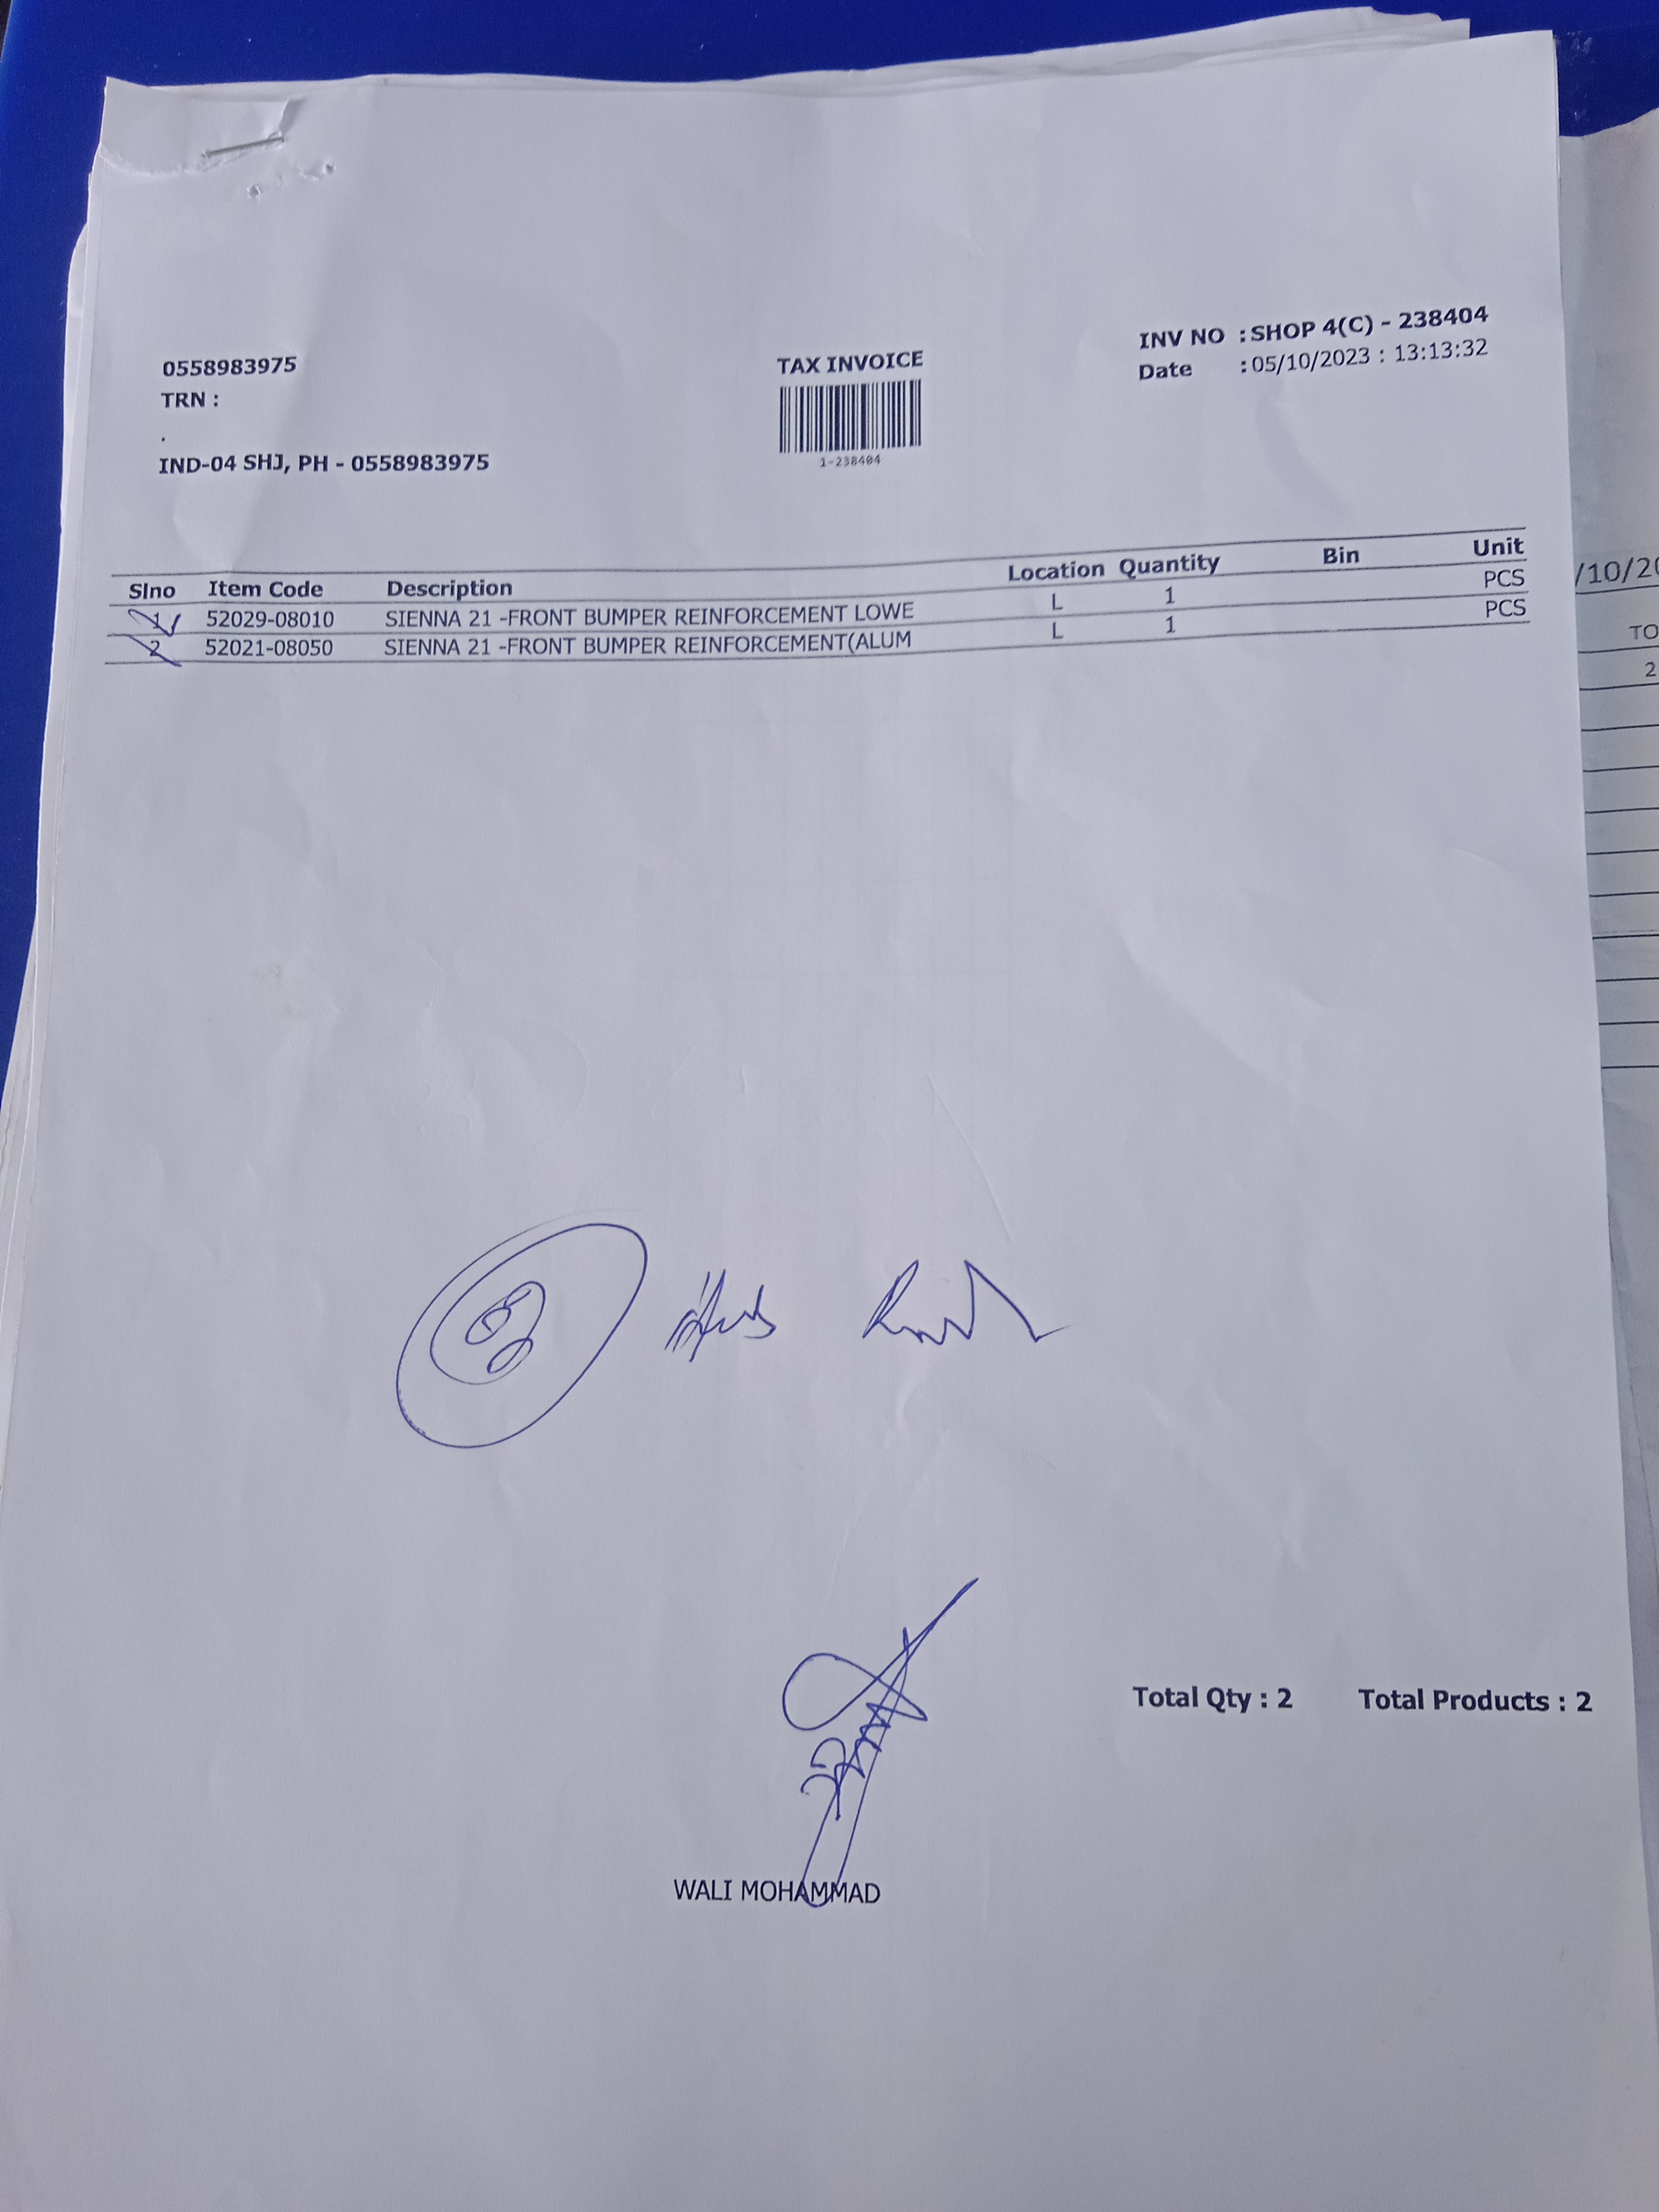 0558983975
TRN :
.
IND-04 SHJ, PH - 0558983975
TAX INVOICE
1-238404
INV NO : SHOP 4(C) - 238404
Date : 05/10/2023 : 13:13:32
Slno Item Code Description Location Quantity Bin Unit
1 52029-08010 SIENNA 21 -FRONT BUMPER REINFORCEMENT LOWE L 1 PCS
2 52021-08050 SIENNA 21 -FRONT BUMPER REINFORCEMENT(ALUM L 1 PCS
/10/20
TO
2
Total Qty : 2 Total Products : 2
WALI MOHAMMAD